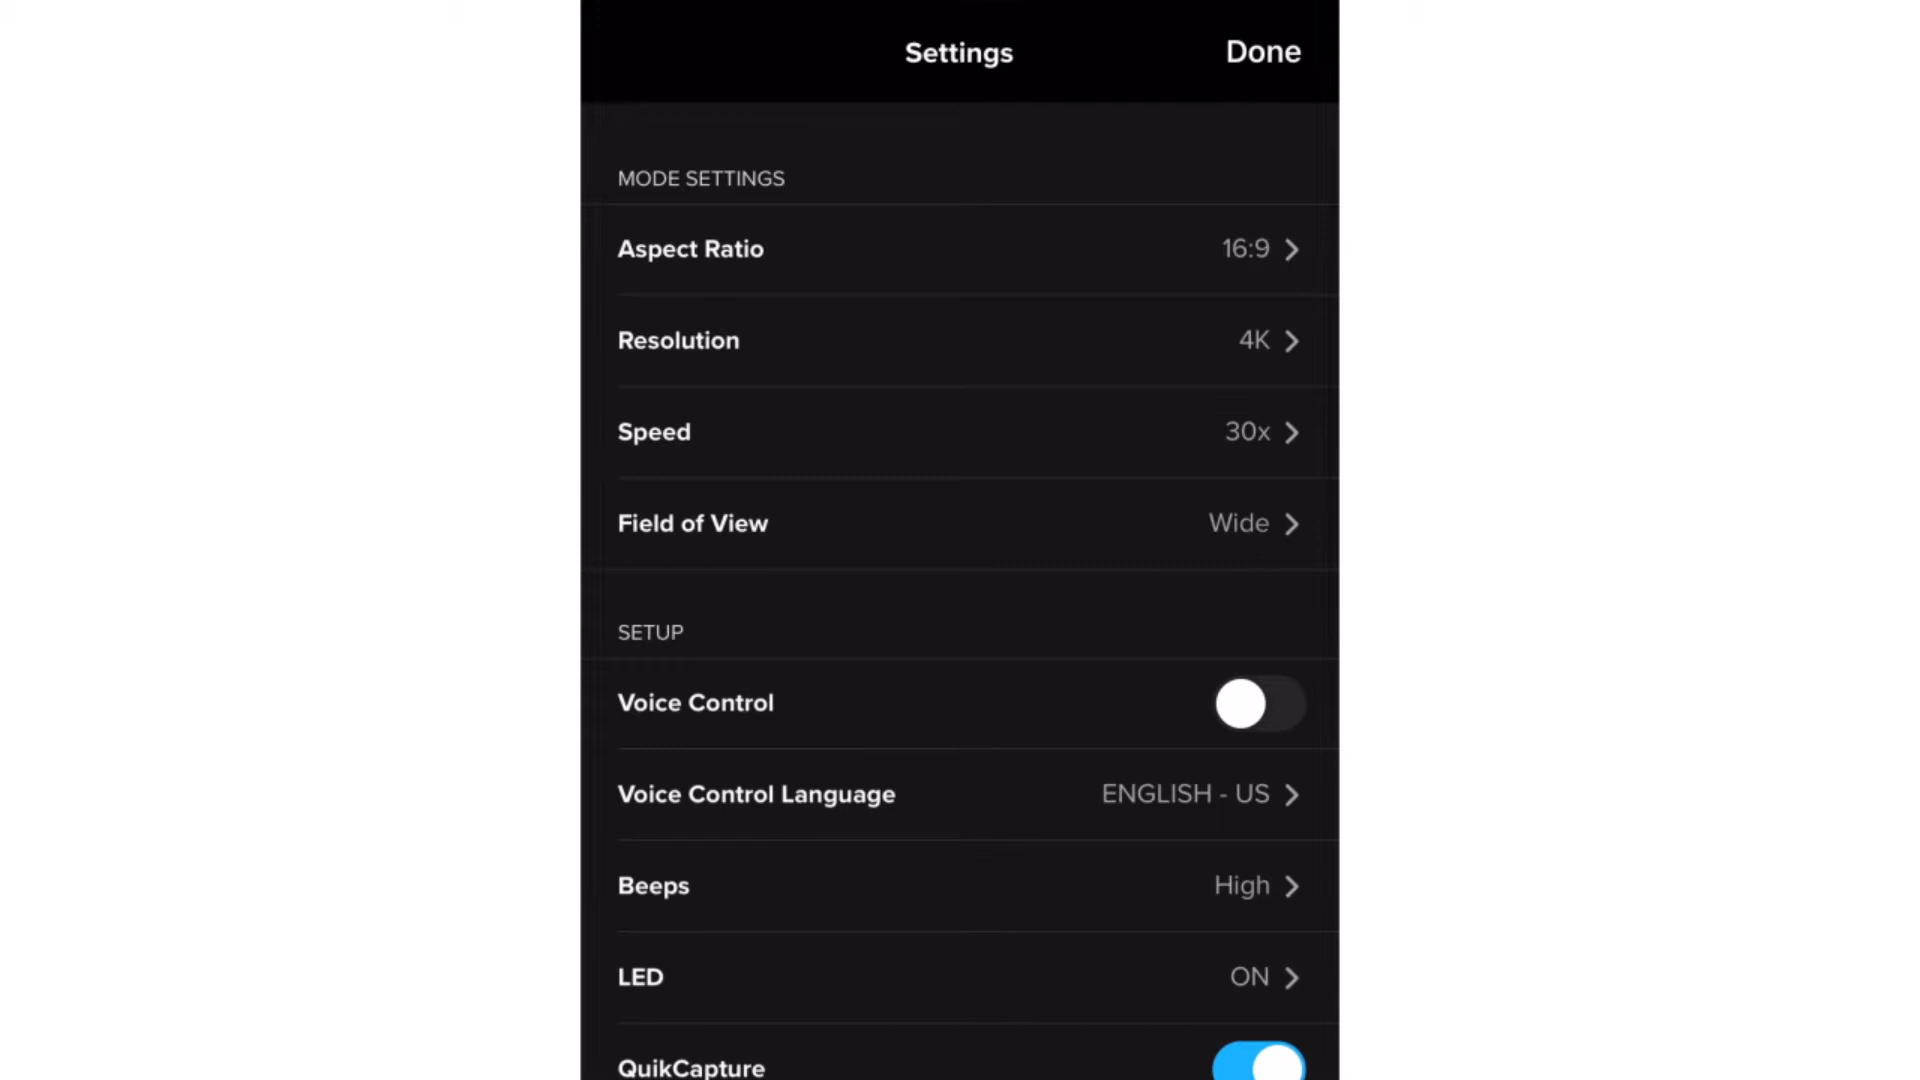 Settings Done
MODE SETTINGS
Aspect Ratio 16:9
Resolution 4K
Speed 30x
Field of View Wide
SETUP
Voice Control
Voice Control Language ENGLISH - US
Beeps High
LED ON
QuikCapture